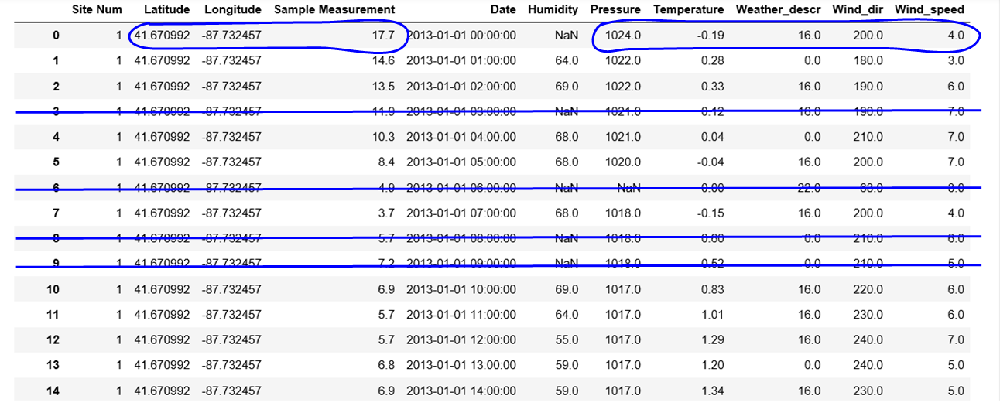 Site Num Latitude Longitude Sample Measurement Date Humidity Pressure Temperature Weather_descr Wind_dir Wind_speed
0 1 41.670992 -87.732457 17.7 2013-01-01 00:00:00 NaN 1024.0 -0.19 16.0 200.0 4.0
1 1 41.670992 -87.732457 14.6 2013-01-01 01:00:00 64.0 1022.0 0.28 0.0 180.0 3.0
2 1 41.670992 -87.732457 13.5 2013-01-01 02:00:00 69.0 1022.0 0.33 16.0 190.0 6.0
3 1 41.670992 -87.732457 11.9 2013-01-01 03:00:00 NaN 1021.0 0.12 16.0 190.0 7.0
4 1 41.670992 -87.732457 10.3 2013-01-01 04:00:00 68.0 1021.0 0.04 0.0 210.0 7.0
5 1 41.670992 -87.732457 8.4 2013-01-01 05:00:00 68.0 1020.0 -0.04 16.0 200.0 7.0
6 1 41.670992 -87.732457 4.9 2013-01-01 06:00:00 NaN NaN 0.00 22.0 63.0 3.0
7 1 41.670992 -87.732457 3.7 2013-01-01 07:00:00 68.0 1018.0 -0.15 16.0 200.0 4.0
8 1 41.670992 -87.732457 5.7 2013-01-01 08:00:00 NaN 1018.0 0.60 0.0 210.0 6.0
9 1 41.670992 -87.732457 7.2 2013-01-01 09:00:00 NaN 1018.0 0.52 0.0 210.0 5.0
10 1 41.670992 -87.732457 6.9 2013-01-01 10:00:00 69.0 1017.0 0.83 16.0 220.0 6.0
11 1 41.670992 -87.732457 5.7 2013-01-01 11:00:00 64.0 1017.0 1.01 16.0 230.0 6.0
12 1 41.670992 -87.732457 5.7 2013-01-01 12:00:00 55.0 1017.0 1.29 16.0 240.0 7.0
13 1 41.670992 -87.732457 6.8 2013-01-01 13:00:00 59.0 1017.0 1.20 0.0 240.0 5.0
14 1 41.670992 -87.732457 6.9 2013-01-01 14:00:00 59.0 1017.0 1.34 16.0 230.0 5.0